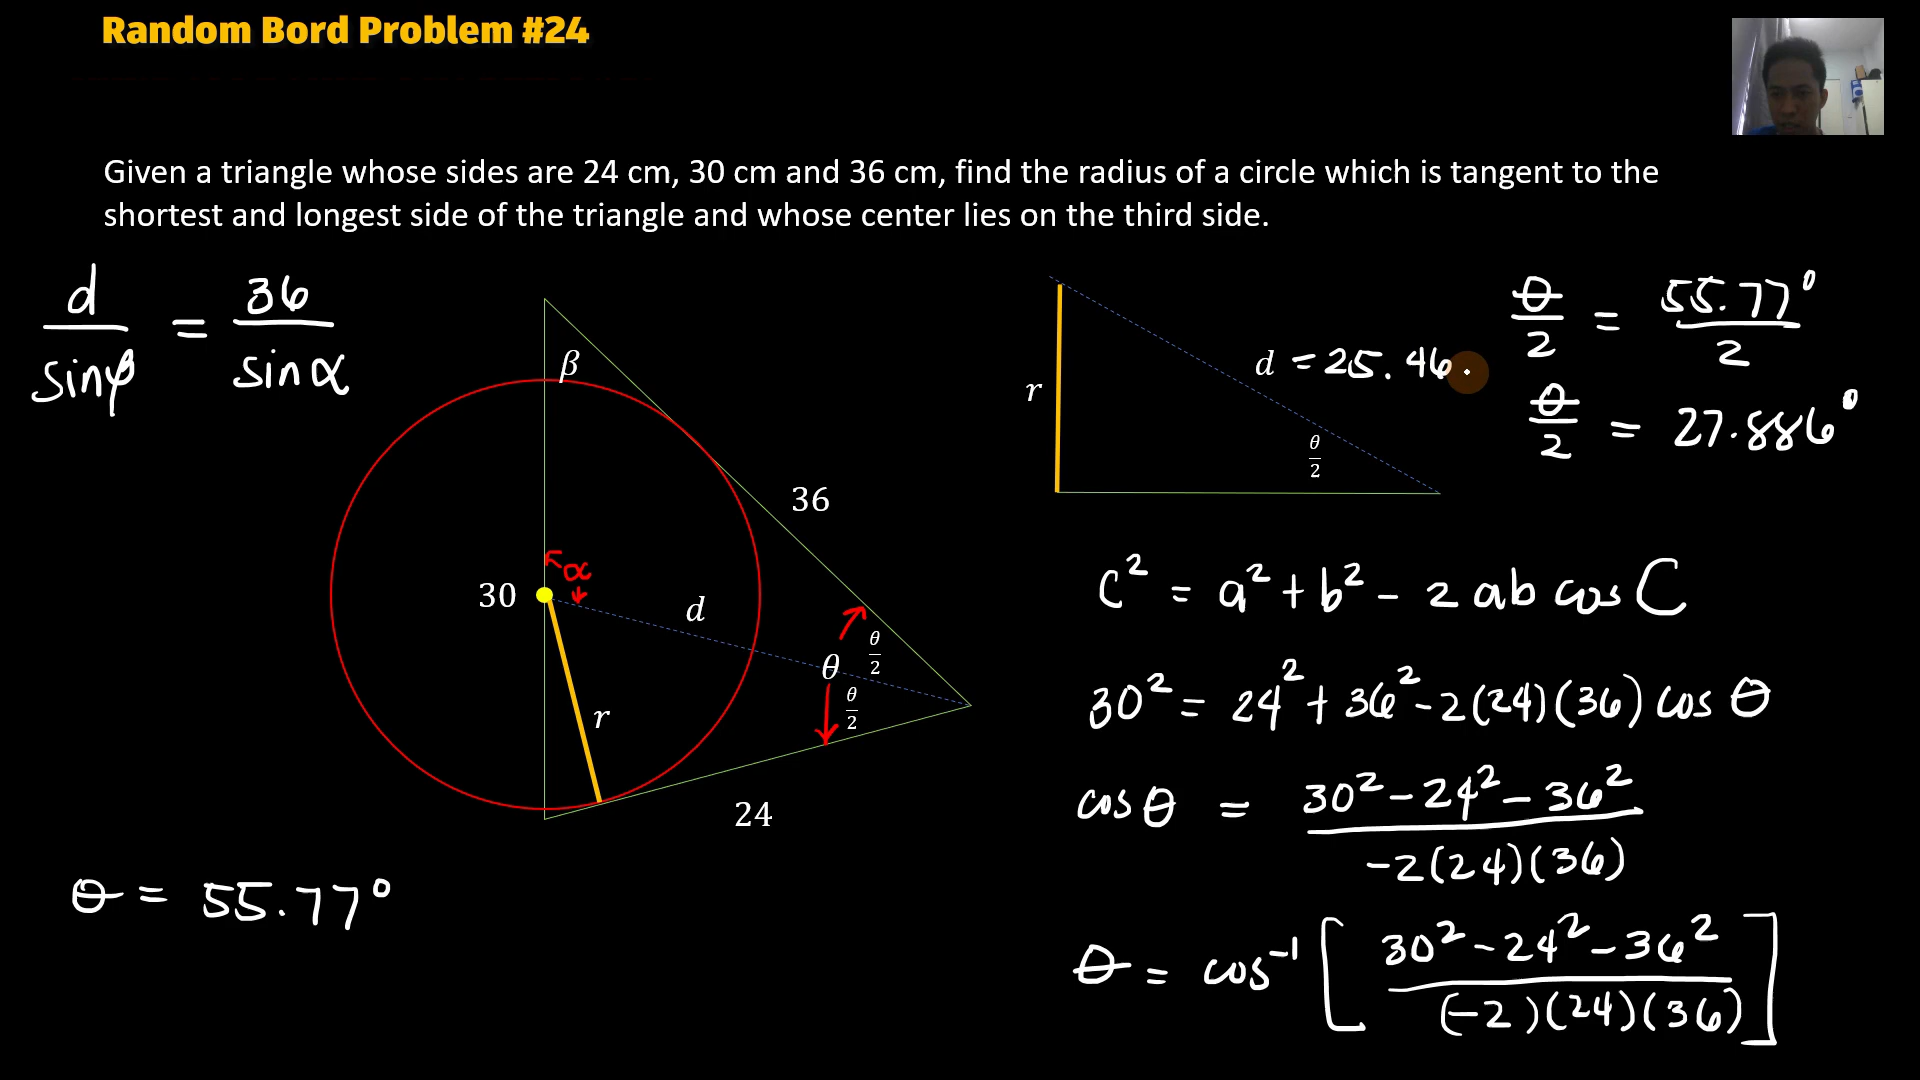 Random Bord Problem #24
Given a triangle whose sides are 24 cm, 30 cm and 36 cm, find the radius of a circle which is tangent to the
shortest and longest side of the triangle and whose center lies on the third side.
d/sinβ = 36/sinα
β
36
30
α
d
θ
θ/2
θ/2
r
24
θ = 55.77°
r
d = 25.46
θ/2
θ/2 = 55.77°/2
θ/2 = 27.886°
C² = a² + b² - 2ab cos C
30² = 24² + 36² - 2(24)(36) cos θ
cos θ = (30² - 24² - 36²)/(-2(24)(36))
θ = cos⁻¹ [(30² - 24² - 36²)/((-2)(24)(36))]